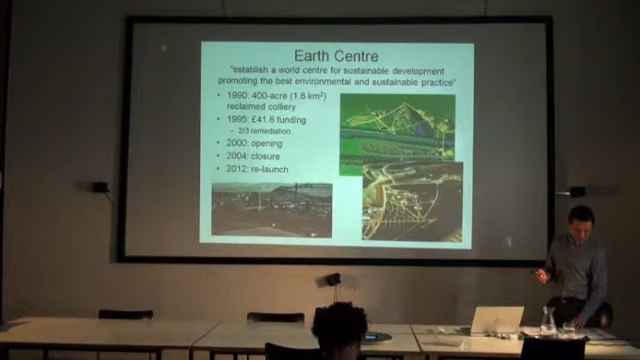 Earth Centre
"establish a world centre for sustainable development
promoting the best environmental and sustainable practice"
• 1990: 400-acre (1.6 km²)
reclaimed colliery
• 1995: £41.6 funding
– 2/3 remediation
• 2000: opening
• 2004: closure
• 2012: re-launch